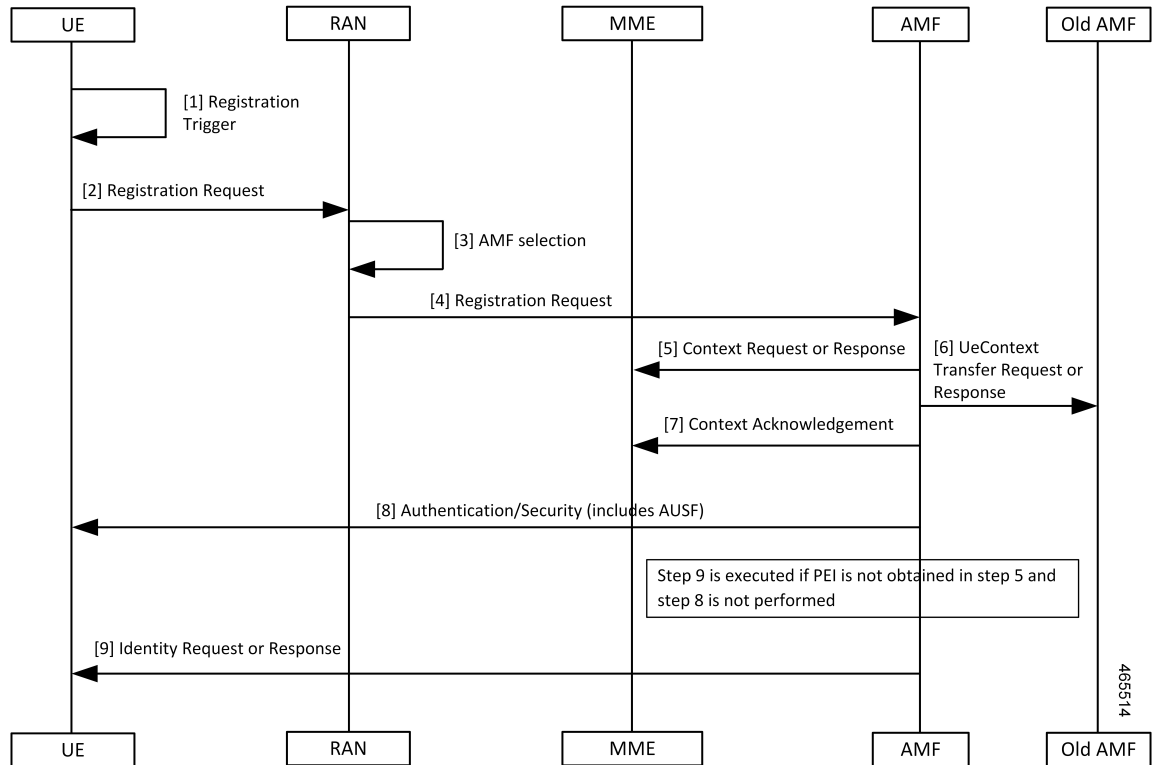 UE
RAN
MME
AMF
Old AMF
[1] Registration
Trigger
[2] Registration Request
[3] AMF selection
[4] Registration Request
[5] Context Request or Response
[6] UeContext
Transfer Request or
Response
[7] Context Acknowledgement
[8] Authentication/Security (includes AUSF)
Step 9 is executed if PEI is not obtained in step 5 and
step 8 is not performed
[9] Identity Request or Response
465514
UE
RAN
MME
AMF
Old AMF